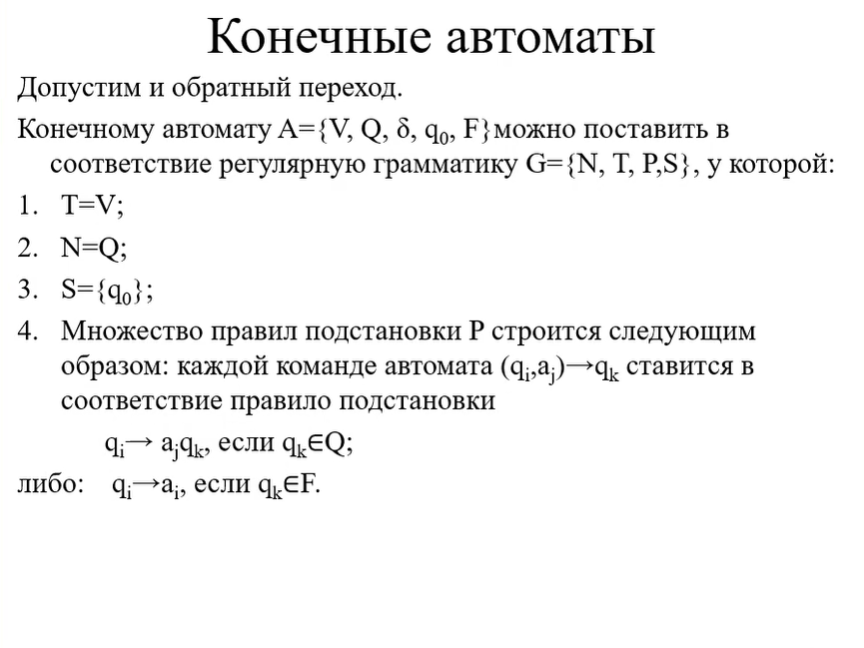 Конечные автоматы
Допустим и обратный переход.
Конечному автомату A={V, Q, δ, q₀, F}можно поставить в
соответствие регулярную грамматику G={N, T, P,S}, у которой:
1. T=V;
2. N=Q;
3. S={q₀};
4. Множество правил подстановки P строится следующим
образом: каждой команде автомата (qᵢ,aⱼ)→qₖ ставится в
соответствие правило подстановки
qᵢ→ aⱼqₖ, если qₖ∈Q;
либо: qᵢ→aᵢ, если qₖ∈F.